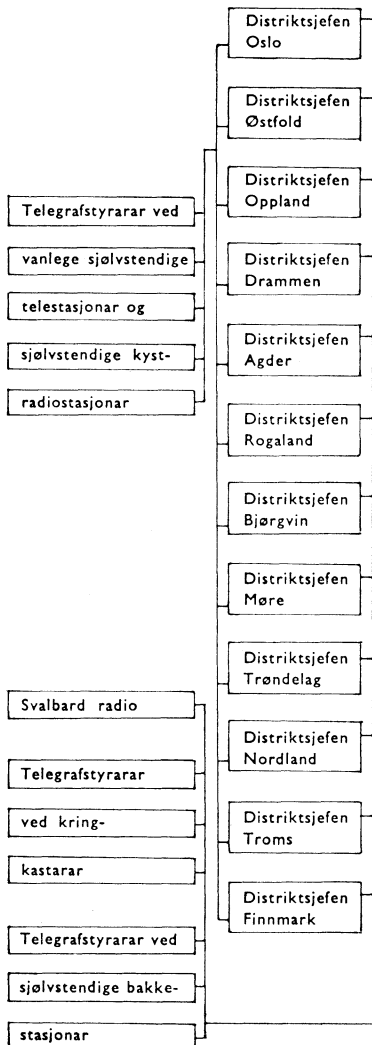 Distriktsjefen
Oslo
Distriktsjefen
Østfold
Distriktsjefen
Oppland
Telegrafstyrarar ved
vanlege sjølvstendige
telestasjonar og
sjølvstendige kyst-
radiostasjonar
Distriktsjefen
Drammen
Distriktsjefen
Agder
Distriktsjefen
Rogaland
Distriktsjefen
Bjørgvin
Distriktsjefen
Møre
Distriktsjefen
Trøndelag
Distriktsjefen
Nordland
Distriktsjefen
Troms
Distriktsjefen
Finnmark
Svalbard radio
Telegrafstyrarar
ved kring-
kastarar
Telegrafstyrarar ved
sjølvstendige bakke-
stasjonar